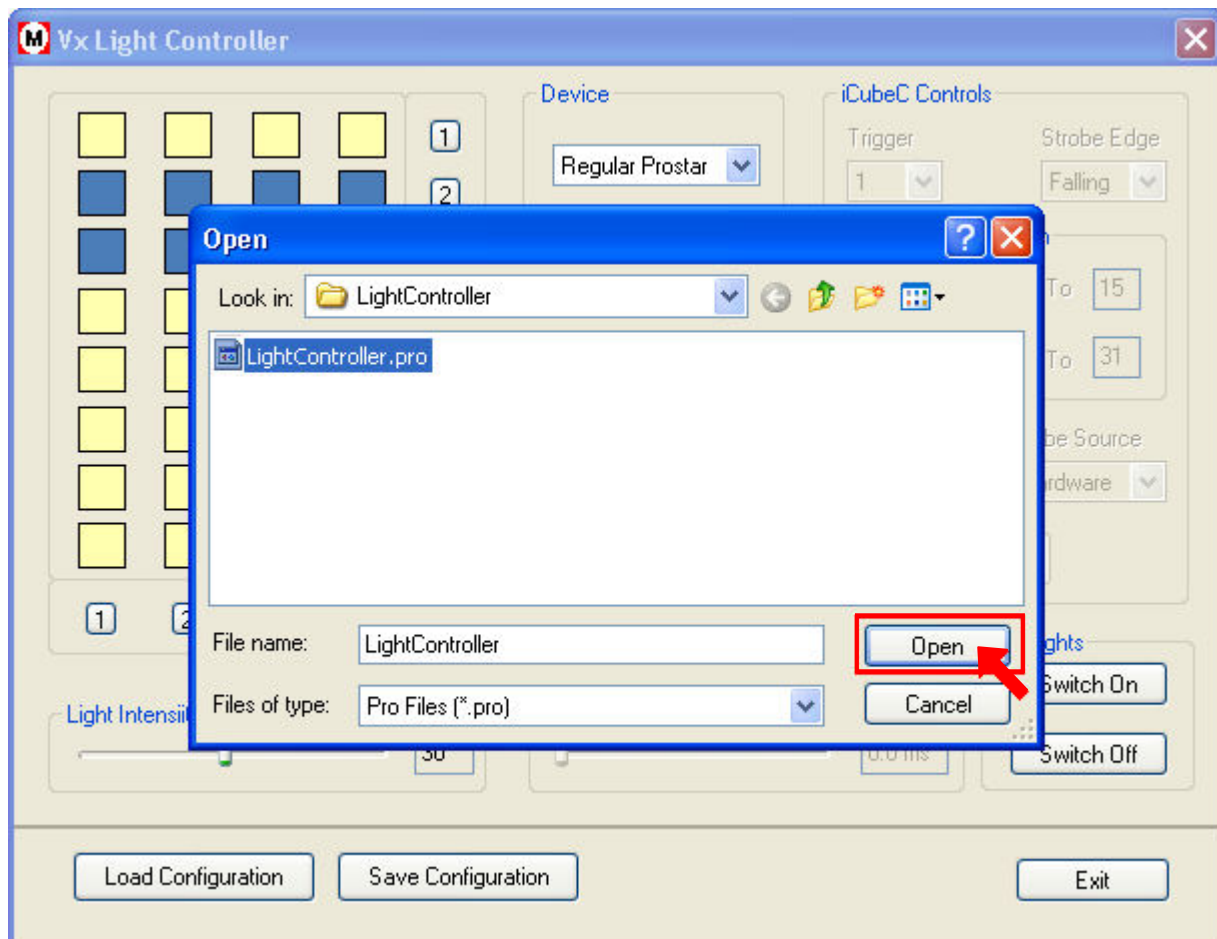 M Vx Light Controller
Device
iCubeC Controls
1
Regular Prostar
Trigger
Strobe Edge
2
1
Falling
Open
Look in: LightController
To 15
LightController.pro
To 31
be Source
rdware
1
File name: LightController
Open
ghts
Files of type: Pro Files (*.pro)
Cancel
Switch On
Light Intensi
30
0.0 ms
Switch Off
Load Configuration
Save Configuration
Exit